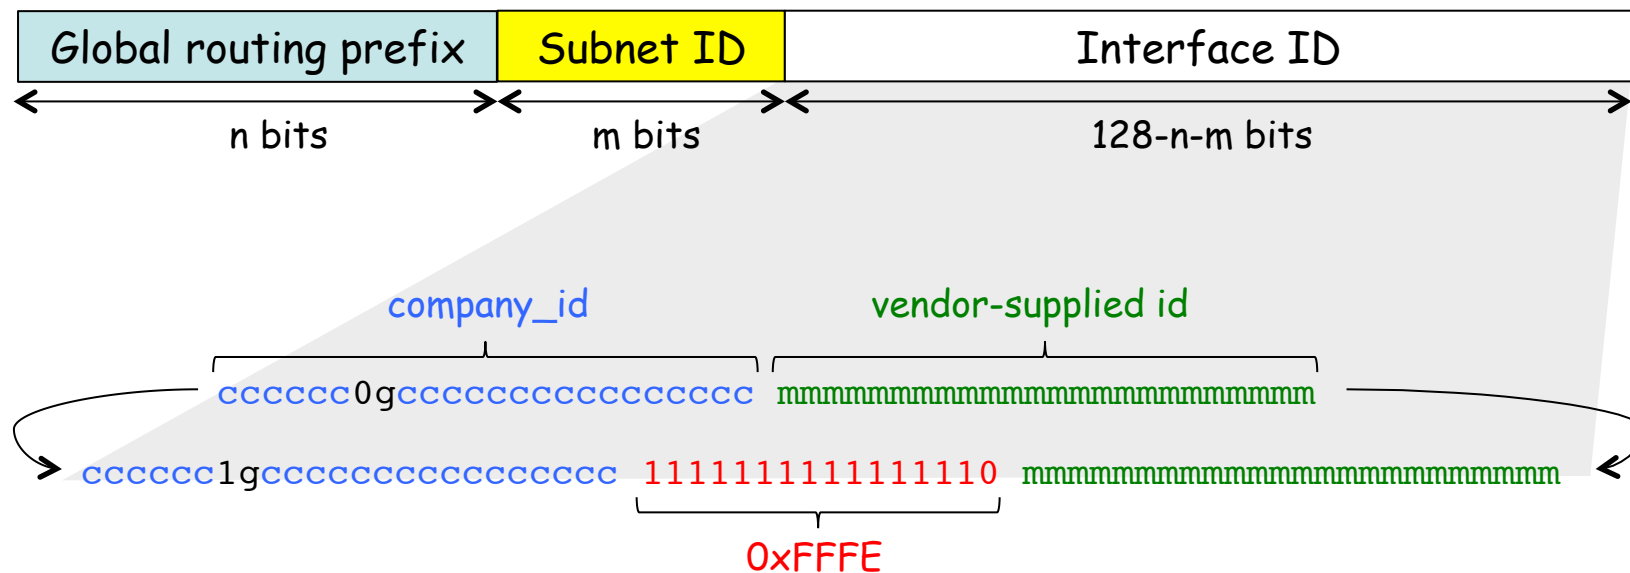 Global routing prefix Subnet ID Interface ID
n bits m bits 128-n-m bits
company_id vendor-supplied id
cccccc0gcccccccccccccccc mmmmmmmmmmmmmmmmmmmmmmmm
cccccc1gcccccccccccccccc 1111111111111110 mmmmmmmmmmmmmmmmmmmmmmmm
0xFFFE